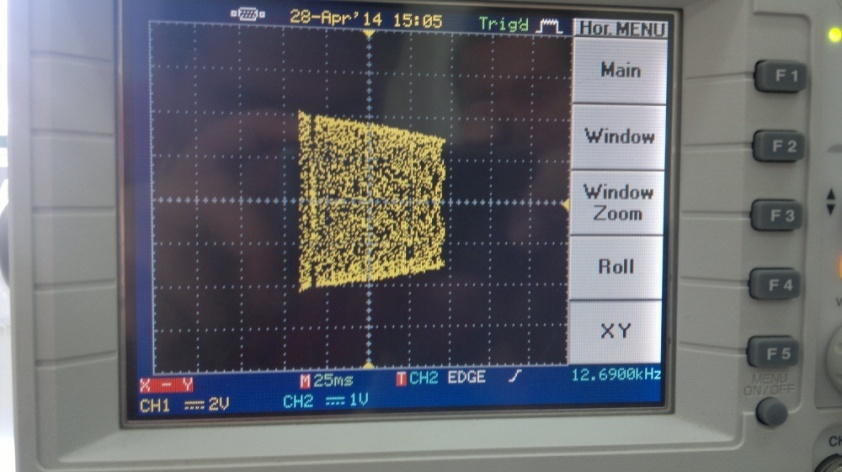 28-Apr'14 15:05 Trig'd
Hor.MENU
Main
Window
Window
Zoom
Roll
XY
F1
F2
F3
F4
F5
MENU
ON/OFF
X-Y M 25ms T CH2 EDGE 12.6900kHz
CH1 2V CH2 1V